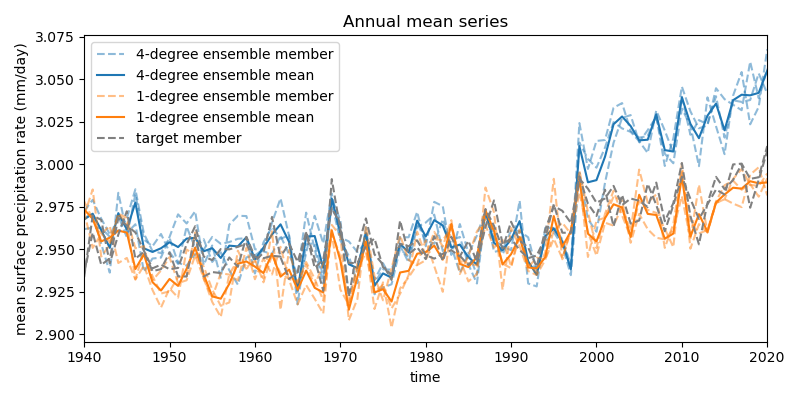 Annual mean series
mean surface precipitation rate (mm/day)
3.075
3.050
3.025
3.000
2.975
2.950
2.925
2.900
4-degree ensemble member
4-degree ensemble mean
1-degree ensemble member
1-degree ensemble mean
target member
1940 1950 1960 1970 1980 1990 2000 2010 2020
time